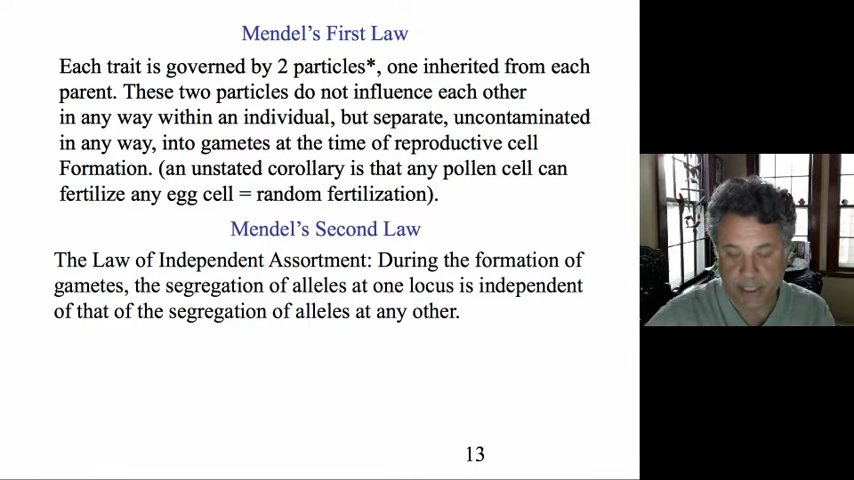 Mendel's First Law
Each trait is governed by 2 particles*, one inherited from each
parent. These two particles do not influence each other
in any way within an individual, but separate, uncontaminated
in any way, into gametes at the time of reproductive cell
Formation. (an unstated corollary is that any pollen cell can
fertilize any egg cell = random fertilization).
Mendel's Second Law
The Law of Independent Assortment: During the formation of
gametes, the segregation of alleles at one locus is independent
of that of the segregation of alleles at any other.
13